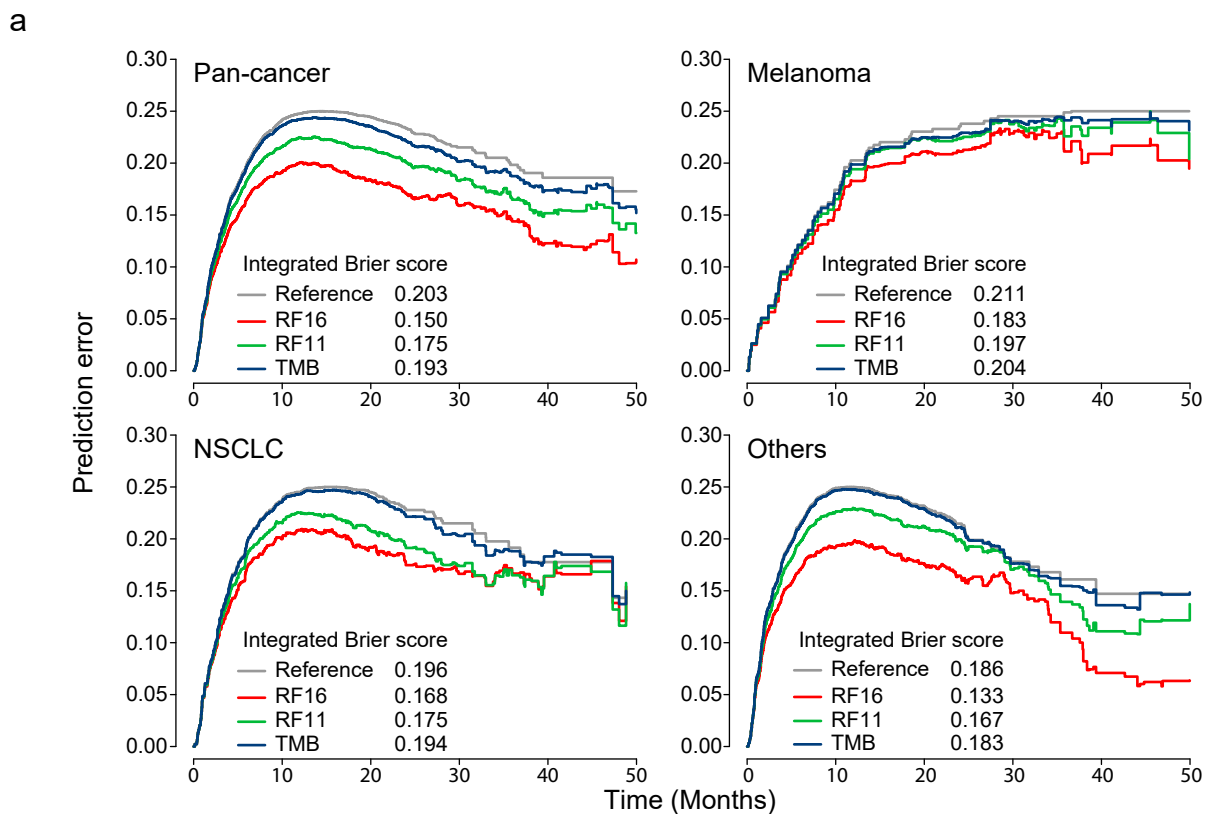 a
Pan-cancer
0.30
0.25
0.20
0.15
0.10
0.05
0.00
Integrated Brier score
Reference 0.203
RF16 0.150
RF11 0.175
TMB 0.193
0 10 20 30 40 50
Melanoma
0.30
0.25
0.20
0.15
0.10
0.05
0.00
Integrated Brier score
Reference 0.211
RF16 0.183
RF11 0.197
TMB 0.204
0 10 20 30 40 50
Prediction error
NSCLC
0.30
0.25
0.20
0.15
0.10
0.05
0.00
Integrated Brier score
Reference 0.196
RF16 0.168
RF11 0.175
TMB 0.194
0 10 20 30 40 50
Others
0.30
0.25
0.20
0.15
0.10
0.05
0.00
Integrated Brier score
Reference 0.186
RF16 0.133
RF11 0.167
TMB 0.183
0 10 20 30 40 50
Time (Months)